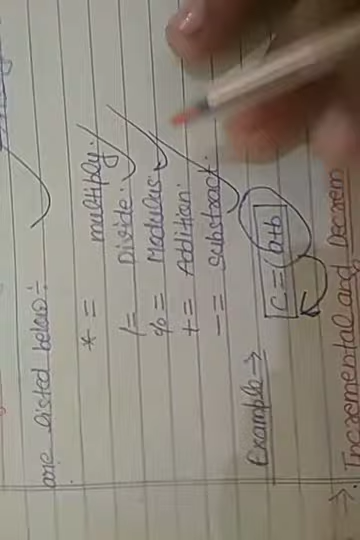 are listed below:-
* = multiply.
/= Divide.
%= Modulus.
+= Addition.
-= Substract.
Example→
C=(a+b)
→. Incremental and Decrem